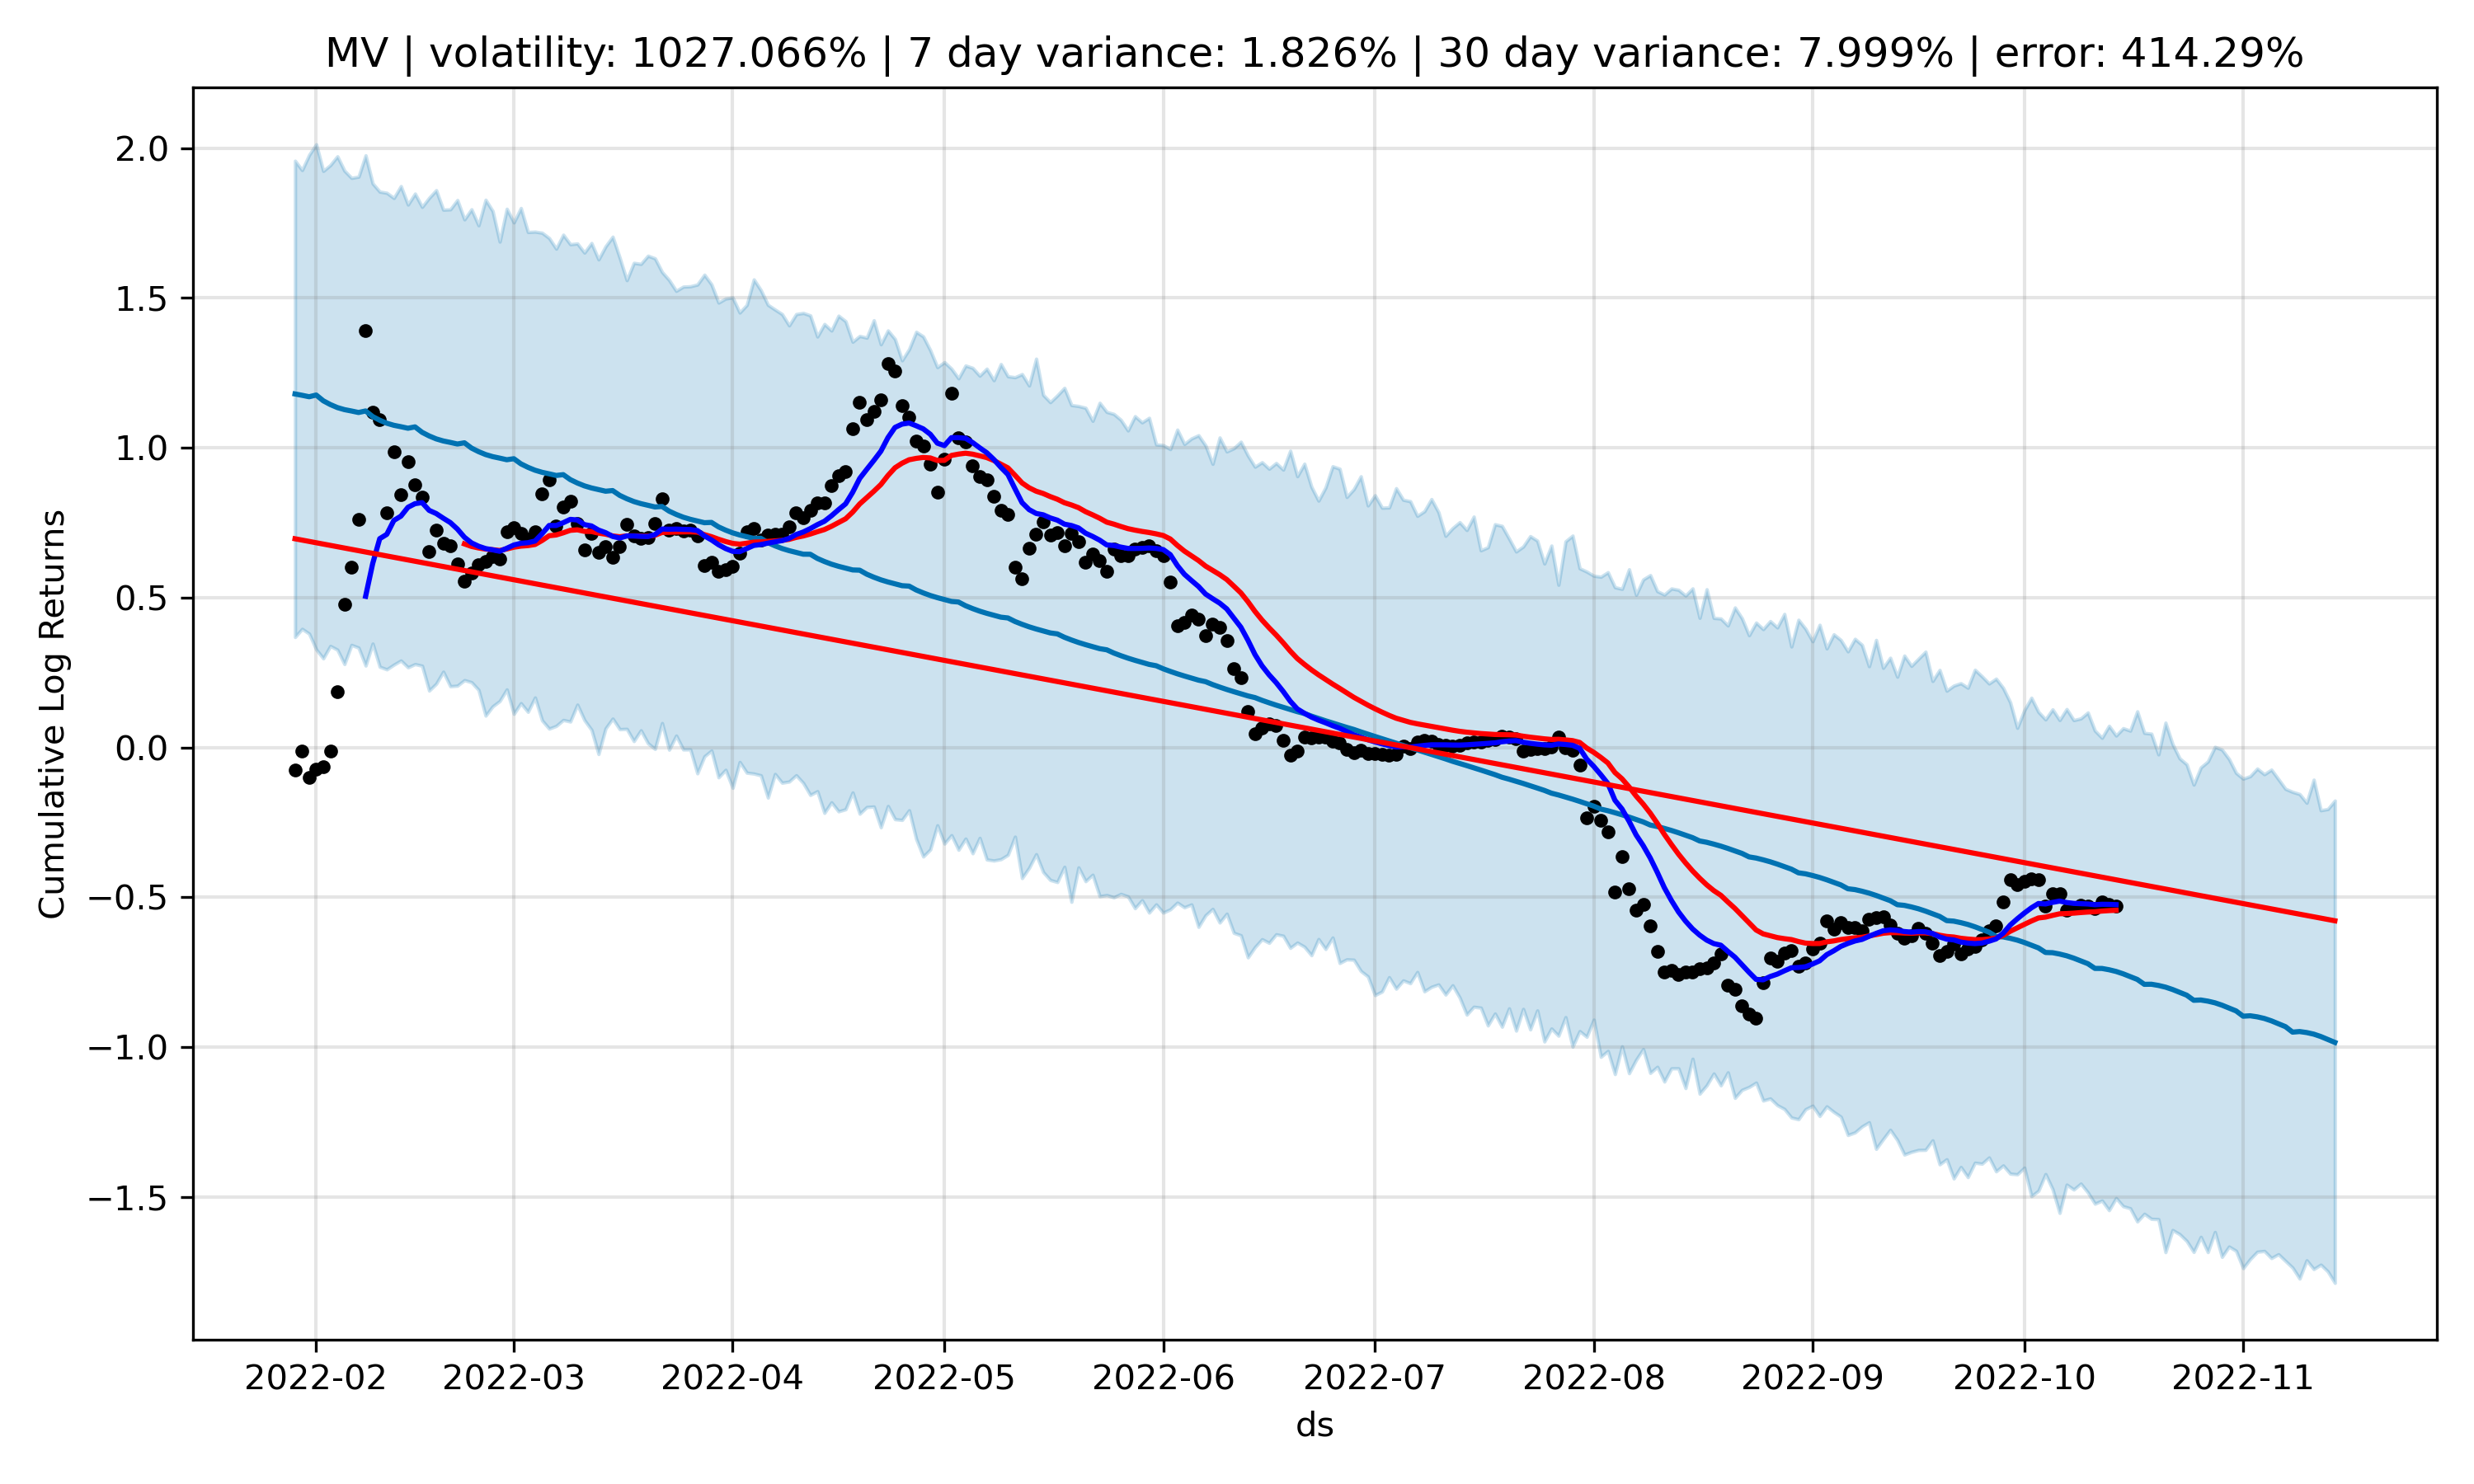 MV | volatility: 1027.066% | 7 day variance: 1.826% | 30 day variance: 7.999% | error: 414.29%
Cumulative Log Returns
2.0
1.5
1.0
0.5
0.0
−0.5
−1.0
−1.5
2022-02 2022-03 2022-04 2022-05 2022-06 2022-07 2022-08 2022-09 2022-10 2022-11
ds